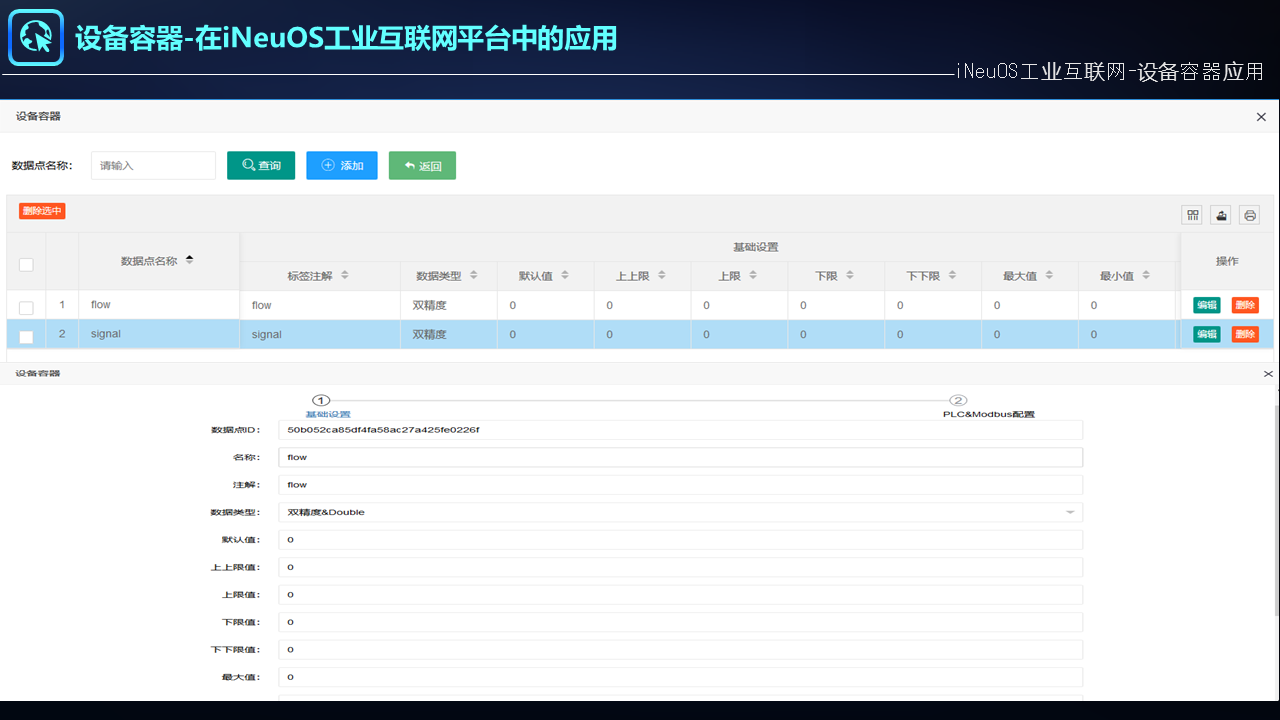 设备容器-在iNeuOS工业互联网平台中的应用
iNeuOS工业互联网-设备容器应用
设备容器
数据点名称： 请输入 查询 添加 返回
删除选中
数据点名称 基础设置 操作
标签注解 数据类型 默认值 上上限 上限 下限 下下限 最大值 最小值
1 flow flow 双精度 0 0 0 0 0 0 0 编辑 删除
2 signal signal 双精度 0 0 0 0 0 0 0 编辑 删除
设备容器
1 2
基础设置 PLC&Modbus配置
数据点ID： 50b052ca85df4fa58ac27a425fe0226f
名称： flow
注解： flow
数据类型： 双精度&Double
默认值： 0
上上限值： 0
上限值： 0
下限值： 0
下下限值： 0
最大值： 0